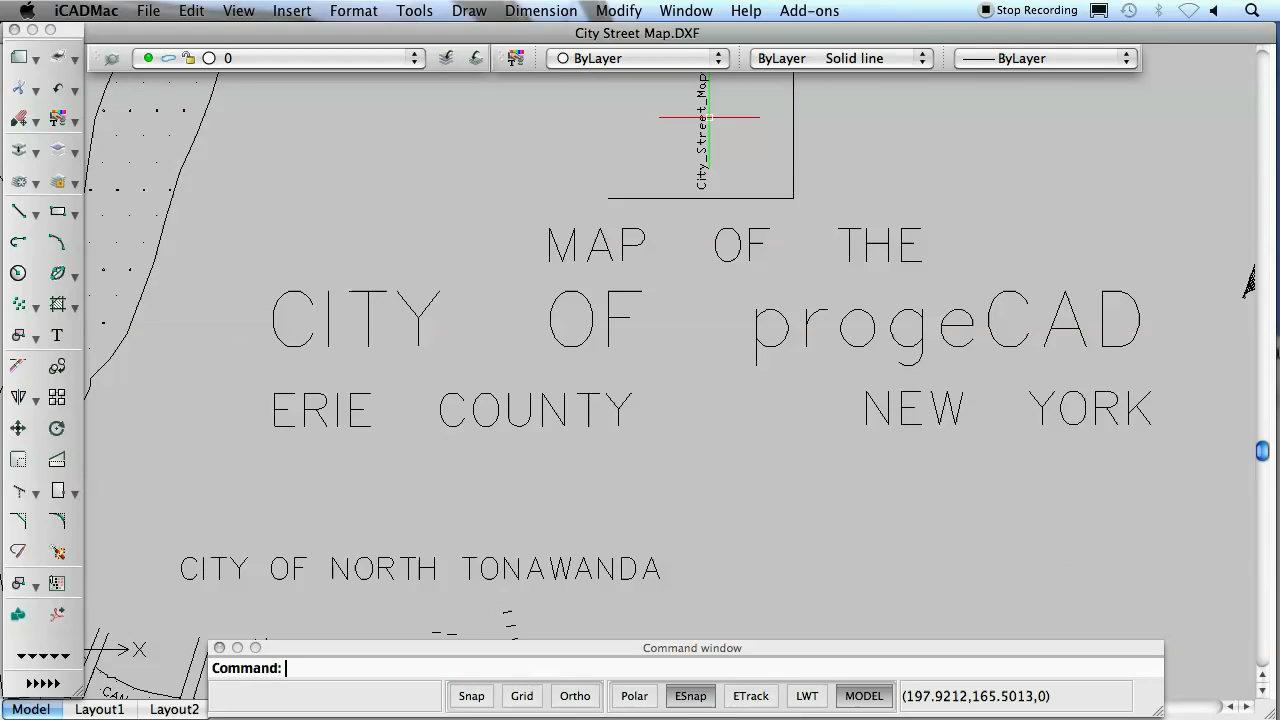 iCADMac File Edit View Insert Format Tools Draw Dimension Modify Window Help Add-ons Stop Recording
City Street Map.DXF
0 ByLayer ByLayer Solid line ByLayer
City_Street_Map
MAP OF THE
CITY OF progeCAD
ERIE COUNTY NEW YORK
CITY OF NORTH TONAWANDA
X
Command window
Command:
Snap Grid Ortho Polar ESnap ETrack LWT MODEL (197.9212,165.5013,0)
Model Layout1 Layout2